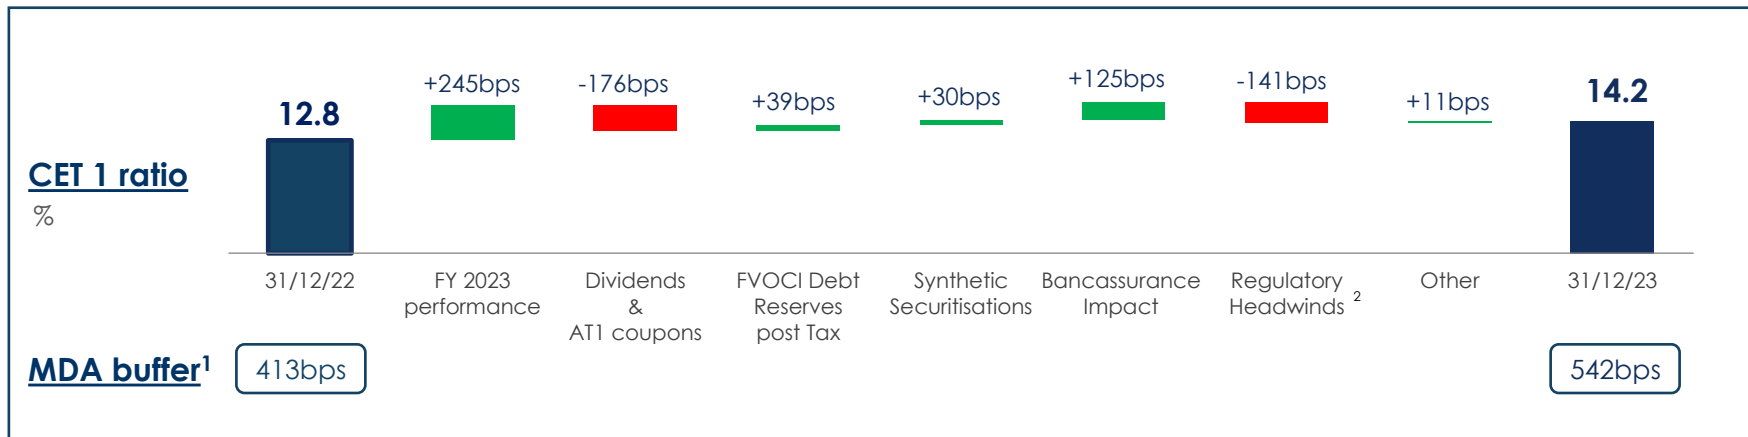 +245bps
-176bps
+39bps
+30bps
+125bps
-141bps
+11bps
12.8
14.2
CET 1 ratio
%
31/12/22
FY 2023
performance
Dividends
&
AT1 coupons
FVOCI Debt
Reserves
post Tax
Synthetic
Securitisations
Bancassurance
Impact
Regulatory
Headwinds 2
Other
31/12/23
MDA buffer1
413bps
542bps